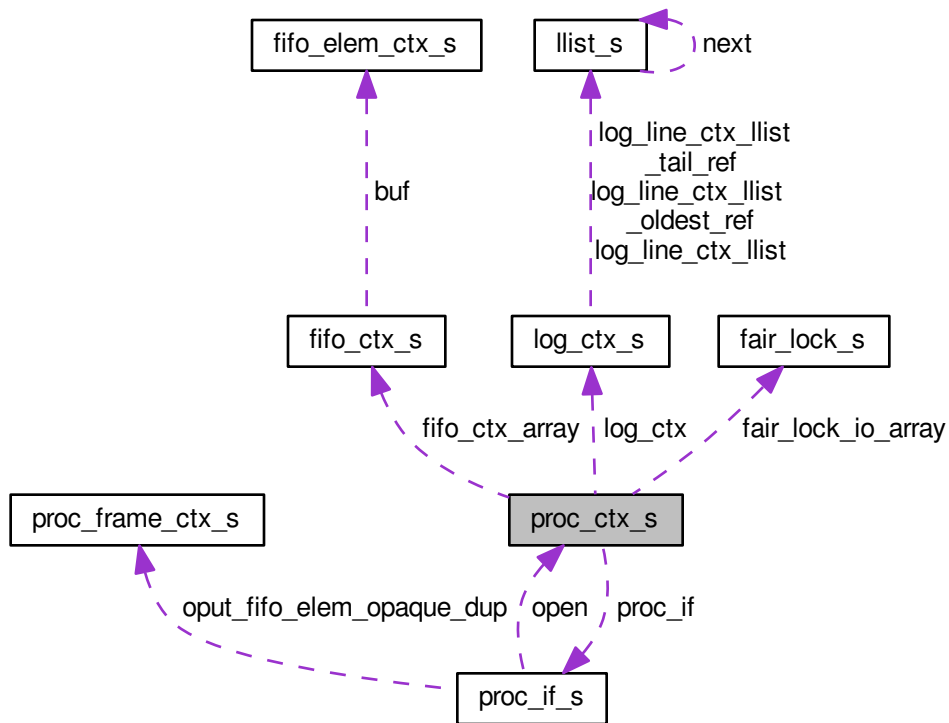 fifo_elem_ctx_s
llist_s
next
log_line_ctx_llist
_tail_ref
log_line_ctx_llist
_oldest_ref
log_line_ctx_llist
buf
fifo_ctx_s
log_ctx_s
fair_lock_s
fifo_ctx_array
log_ctx
fair_lock_io_array
proc_frame_ctx_s
proc_ctx_s
oput_fifo_elem_opaque_dup
open
proc_if
proc_if_s